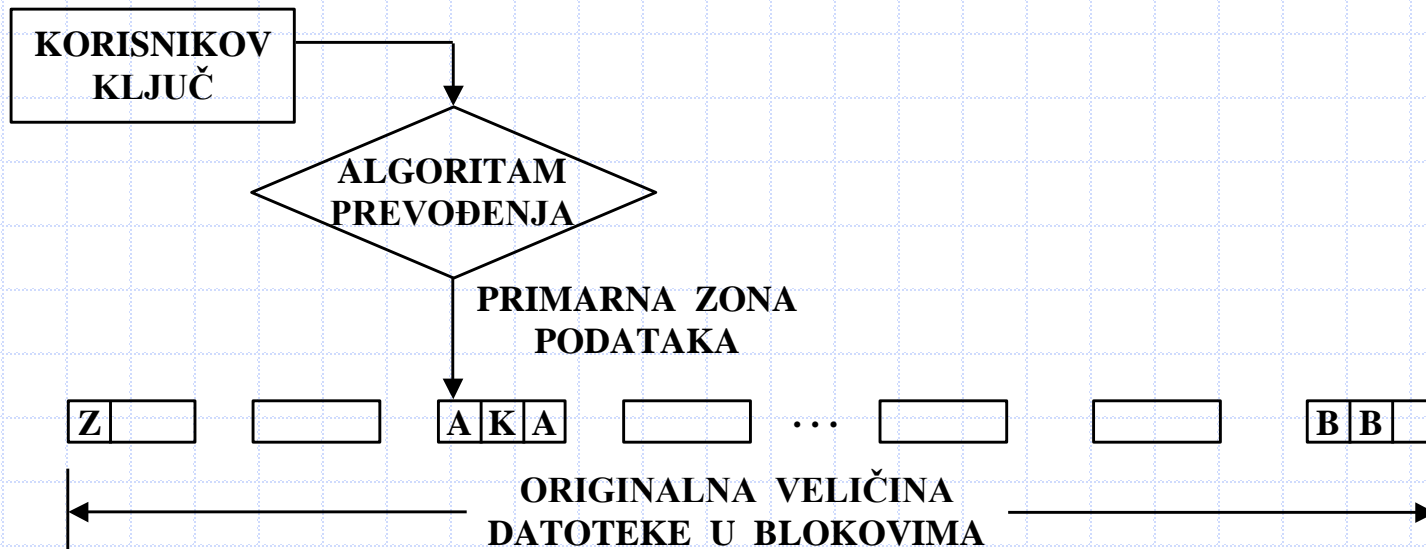 KORISNIKOV
KLJUČ
ALGORITAM
PREVOĐENJA
PRIMARNA ZONA
PODATAKA
Z A K A ... B B
ORIGINALNA VELIČINA
DATOTEKE U BLOKOVIMA